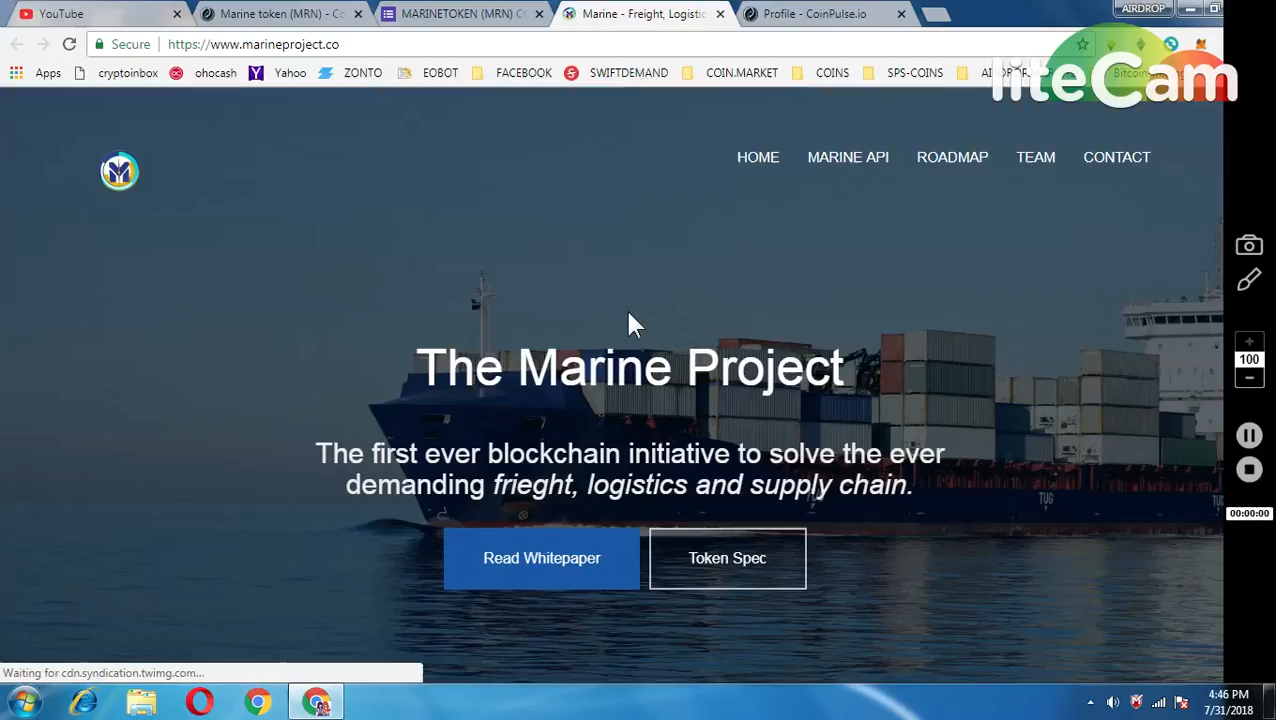 YouTube
Marine token (MRN) - Co
MARINETOKEN (MRN) C
Marine - Freight, Logistic
Profile - CoinPulse.io
AIRDROP
Secure
https://www.marineproject.co
Apps
cryptoinbox
ohocash
Yahoo
EOBOT
FACEBOOK
SWIFTDEMAND
COIN.MARKET
COINS
SPS-COINS
liteCam
HOME
MARINE API
ROADMAP
TEAM
CONTACT
The Marine Project
The first ever blockchain initiative to solve the ever
demanding frieght, logistics and supply chain.
Read Whitepaper
Token Spec
TUG
100
00:00:00
Waiting for cdn.syndication.twimg.com...
4:46 PM
7/31/2018